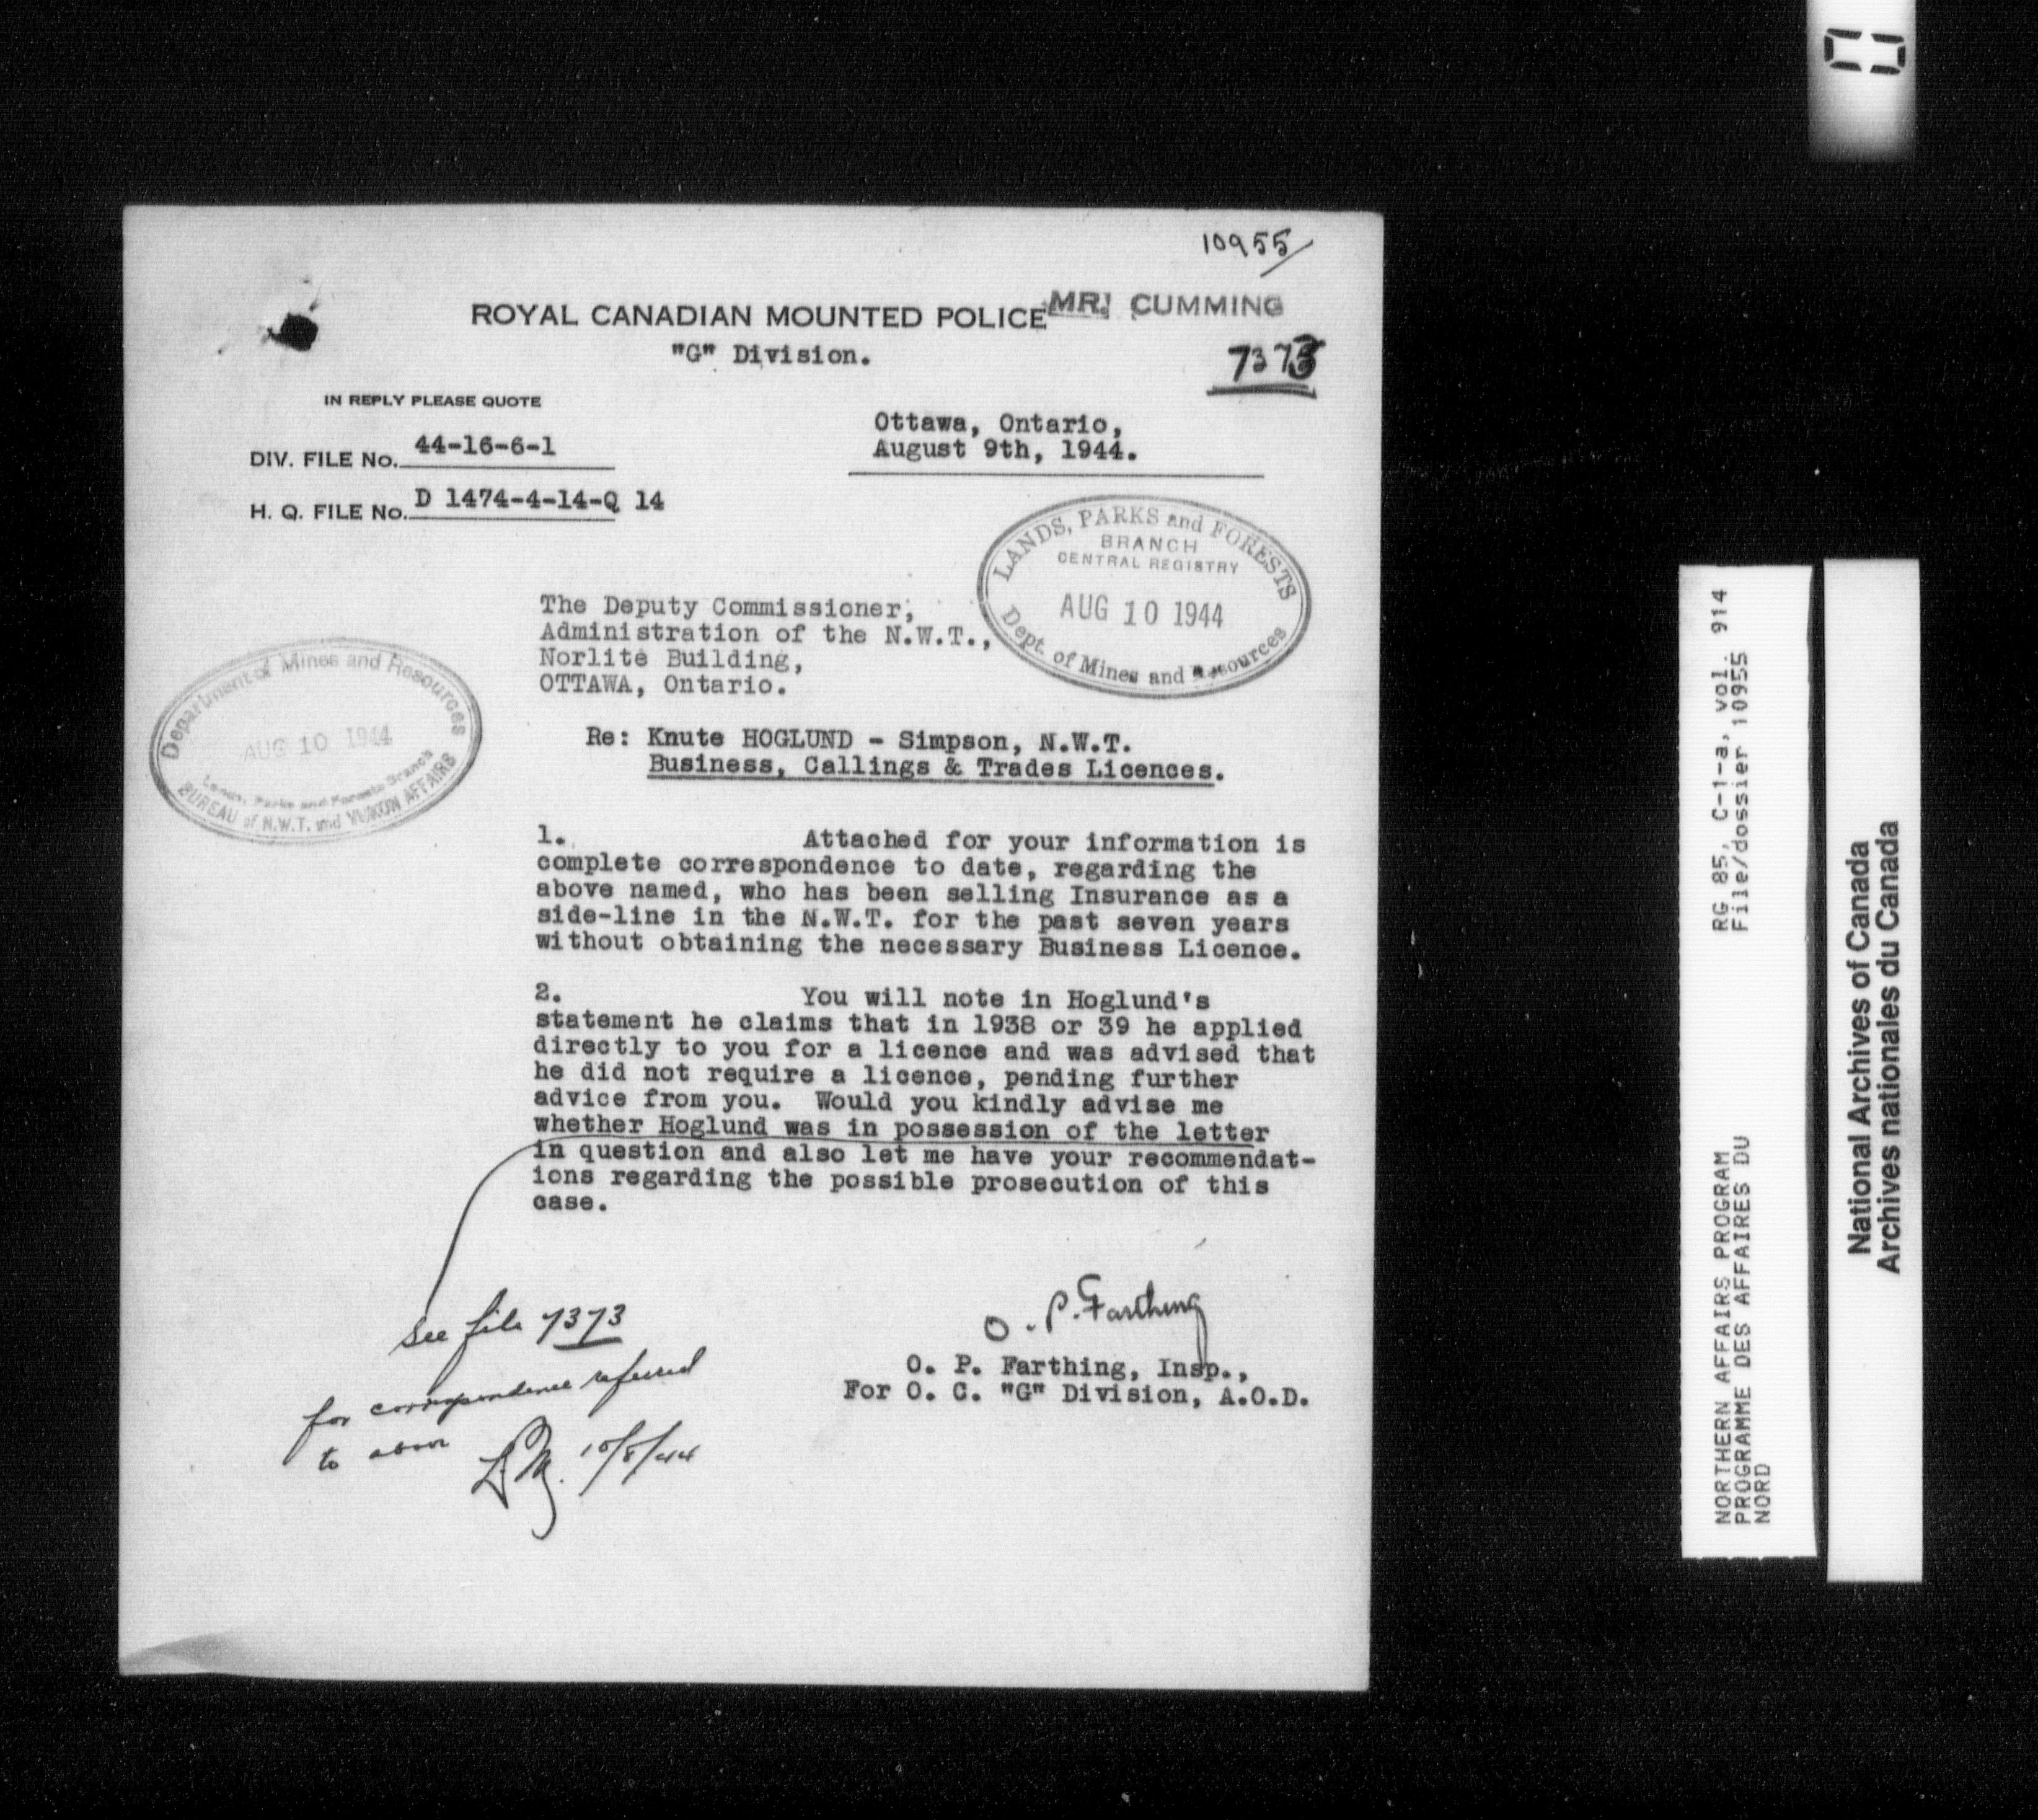 10955/
ROYAL CANADIAN MOUNTED POLICE
MR. CUMMING
"G" Division.
7373
IN REPLY PLEASE QUOTE
DIV. FILE No. 44-16-6-1
H. Q. FILE No. D 1474-4-14-Q 14
Ottawa, Ontario,
August 9th, 1944.
LANDS, PARKS and FORESTS
BRANCH
CENTRAL REGISTRY
AUG 10 1944
Dept. of Mines and Resources
The Deputy Commissioner,
Administration of the N.W.T.,
Norlite Building,
OTTAWA, Ontario.
Department of Mines and Resources
AUG 10 1944
Lands, Parks and Forests Branch
BUREAU of N.W.T. and YUKON AFFAIRS
Re: Knute HOGLUND - Simpson, N.W.T.
Business, Callings & Trades Licences.
1. Attached for your information is
complete correspondence to date, regarding the
above named, who has been selling Insurance as a
side-line in the N.W.T. for the past seven years
without obtaining the necessary Business Licence.
2. You will note in Hoglund's
statement he claims that in 1938 or 39 he applied
directly to you for a licence and was advised that
he did not require a licence, pending further
advice from you. Would you kindly advise me
whether Hoglund was in possession of the letter
in question and also let me have your recommendat-
ions regarding the possible prosecution of this
case.
O. P. Farthing
O. P. Farthing, Insp.,
For O. C. "G" Division, A.O.D.
see file 7373
for correspondence referred
to above
10/8/44
RG 85, C-1-a, vol. 914
File/dossier 10955
NORTHERN AFFAIRS PROGRAM
PROGRAMME DES AFFAIRES DU
NORD
National Archives of Canada
Archives nationales du Canada